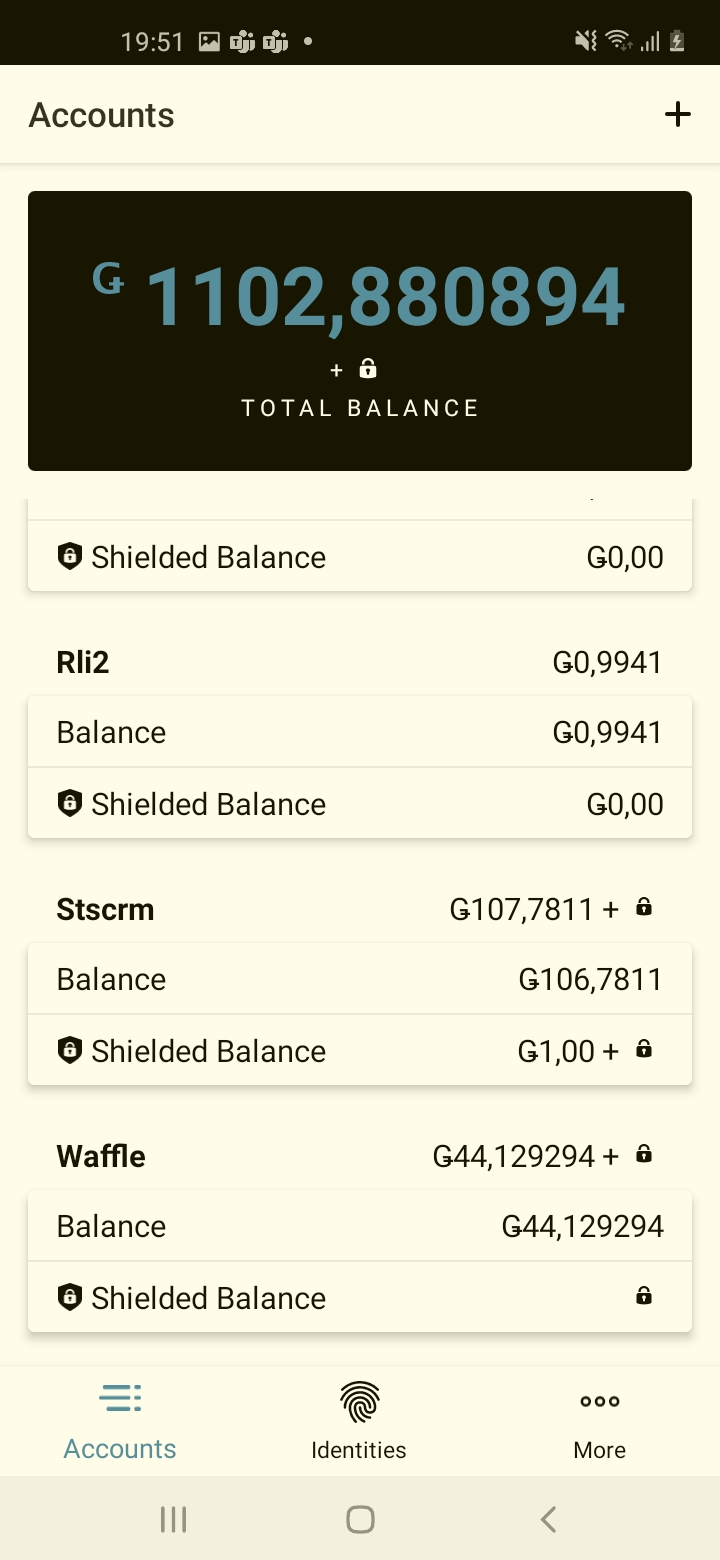 19:51
Accounts
Ǥ 1102,880894
+
TOTAL BALANCE
Shielded Balance Ǥ0,00
Rli2 Ǥ0,9941
Balance Ǥ0,9941
Shielded Balance Ǥ0,00
Stscrm Ǥ107,7811 +
Balance Ǥ106,7811
Shielded Balance Ǥ1,00 +
Waffle Ǥ44,129294 +
Balance Ǥ44,129294
Shielded Balance
Accounts Identities More